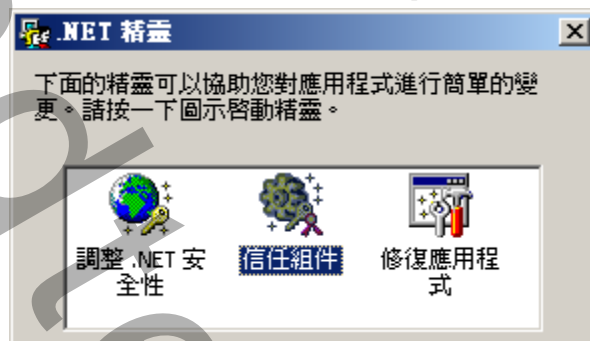 .NET 精靈
下面的精靈可以協助您對應用程式進行簡單的變
更。請按一下圖示啓動精靈。
調整 .NET 安
全性
信任組件
修復應用程
式